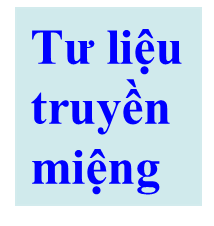 Tư liệu
truyền
miệng